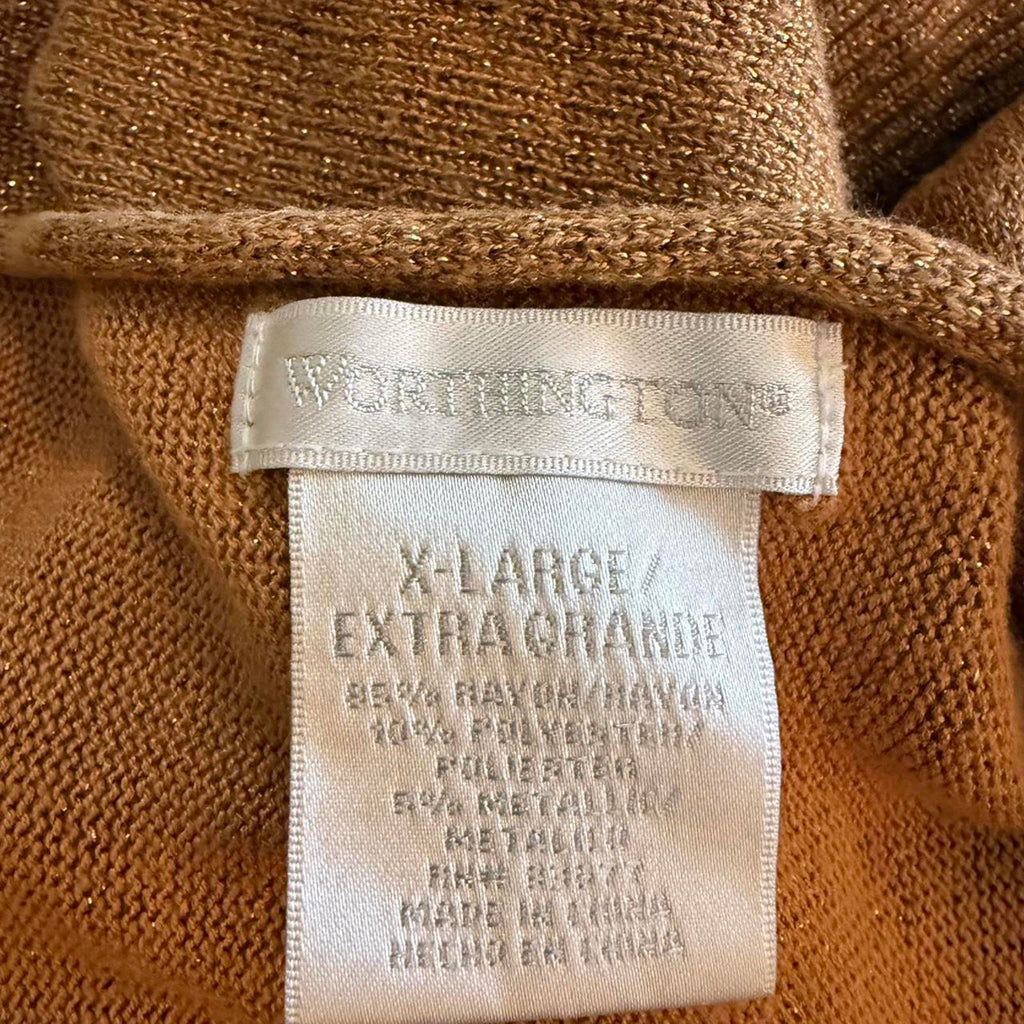 WORTHINGTON®
X-LARGE/
EXTRA GRANDE
85% RAYON/RAYON
10% POLYESTER/
POLIESTER
5% METALLIC/
METALICO
RN#
MADE IN CHINA
HECHO EN CHINA